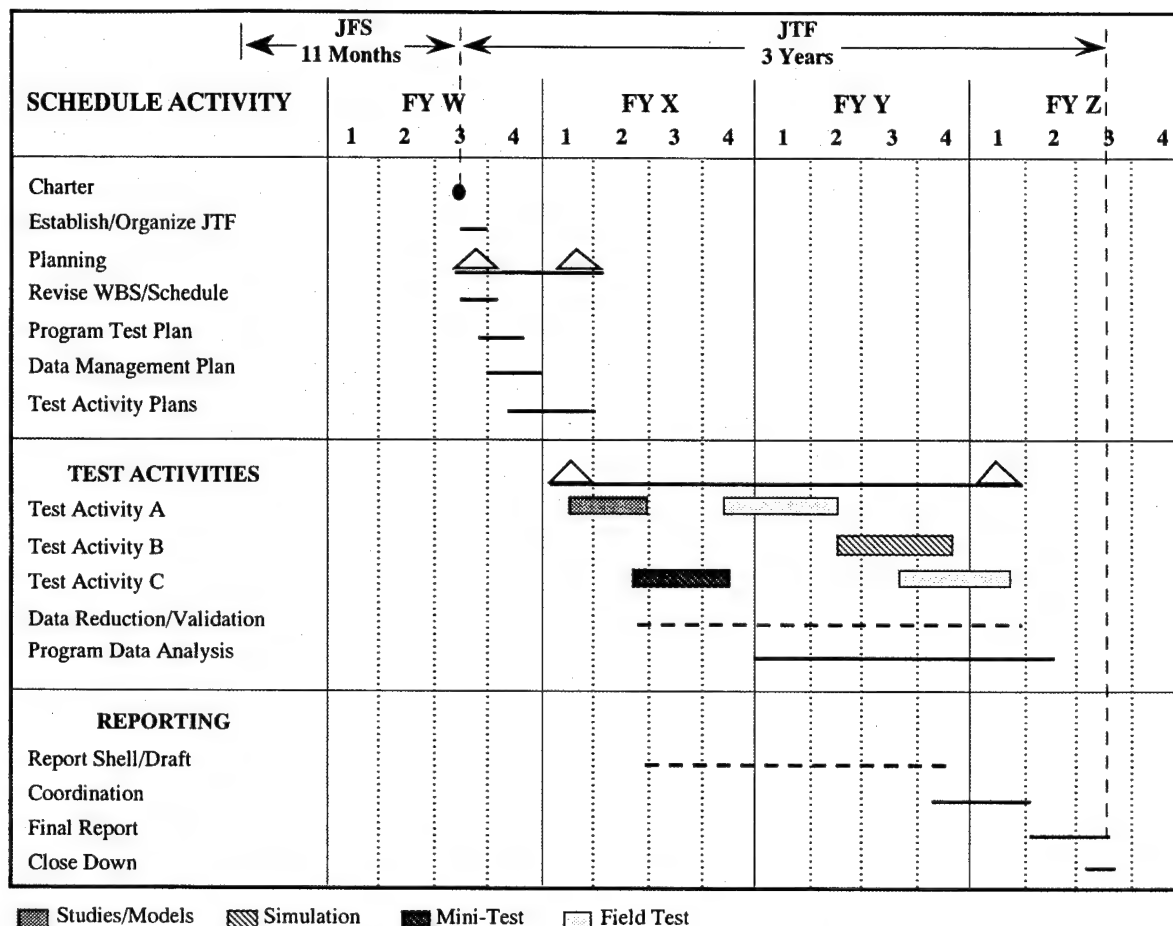 JFS JTF
11 Months 3 Years
SCHEDULE ACTIVITY FY W FY X FY Y FY Z
1 2 3 4 1 2 3 4 1 2 3 4 1 2 3 4
Charter
Establish/Organize JTF
Planning
Revise WBS/Schedule
Program Test Plan
Data Management Plan
Test Activity Plans
TEST ACTIVITIES
Test Activity A
Test Activity B
Test Activity C
Data Reduction/Validation
Program Data Analysis
REPORTING
Report Shell/Draft
Coordination
Final Report
Close Down
Studies/Models Simulation Mini-Test Field Test